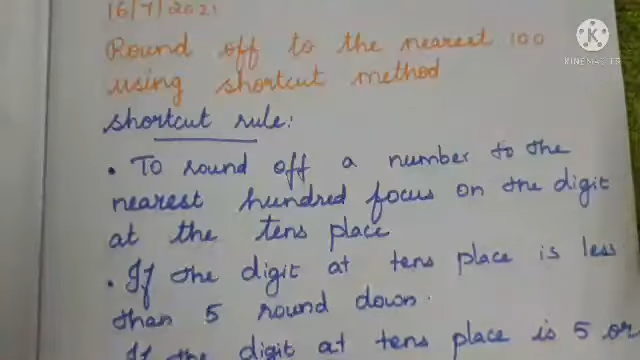 16/7/2021
Round off to the nearest 100
using shortcut method
shortcut rule:
• To round off a number to the
nearest hundred focus on the digit
at the tens place
• If the digit at tens place is less
than 5 round down.
If the digit at tens place is 5 or
K
KINEMASTER